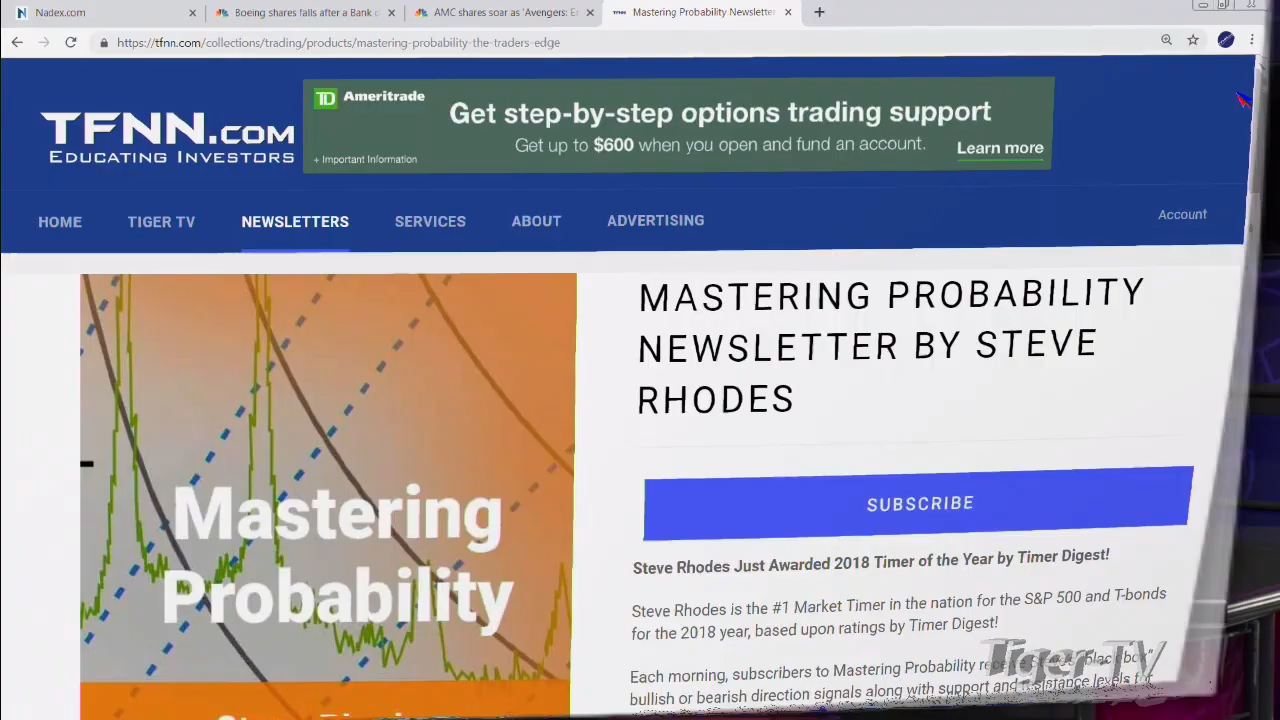 Nadex.com
Boeing shares falls after a Bank
AMC shares soar as 'Avengers: E
Mastering Probability Newsletter
https://tfnn.com/collections/trading/products/mastering-probability-the-traders-edge
TFNN.COM
EDUCATING INVESTORS
TD Ameritrade
Get step-by-step options trading support
Get up to $600 when you open and fund an account.
+ Important Information
Learn more
HOME
TIGER TV
NEWSLETTERS
SERVICES
ABOUT
ADVERTISING
Account
MASTERING PROBABILITY
NEWSLETTER BY STEVE
RHODES
Mastering
Probability
SUBSCRIBE
Steve Rhodes Just Awarded 2018 Timer of the Year by Timer Digest!
Steve Rhodes is the #1 Market Timer in the nation for the S&P 500 and T-bonds
for the 2018 year, based upon ratings by Timer Digest!
Each morning, subscribers to Mastering Probability
bullish or bearish direction signals along with support and resistance levels for
Tiger TV